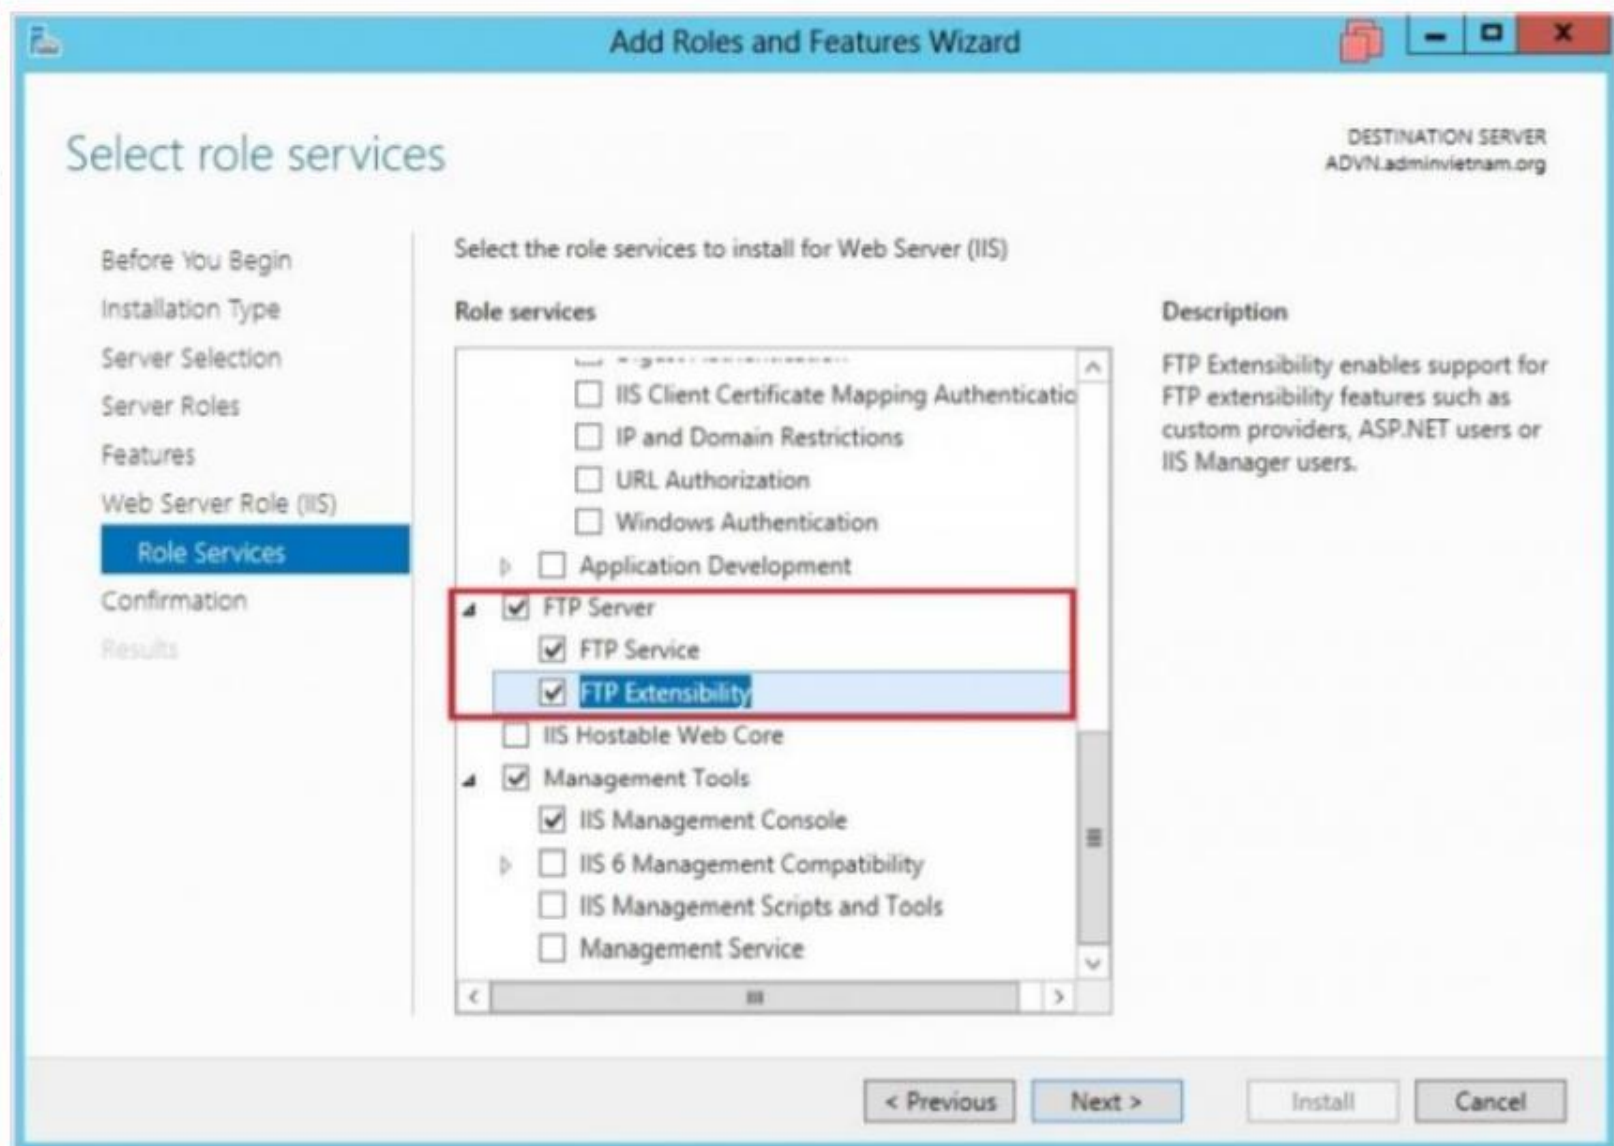 Add Roles and Features Wizard
Select role services
DESTINATION SERVER
ADVN.adminvietnam.org
Before You Begin
Installation Type
Server Selection
Server Roles
Features
Web Server Role (IIS)
Role Services
Confirmation
Results
Select the role services to install for Web Server (IIS)
Role services
IIS Client Certificate Mapping Authenticatio
IP and Domain Restrictions
URL Authorization
Windows Authentication
Application Development
FTP Server
FTP Service
FTP Extensibility
IIS Hostable Web Core
Management Tools
IIS Management Console
IIS 6 Management Compatibility
IIS Management Scripts and Tools
Management Service
Description
FTP Extensibility enables support for
FTP extensibility features such as
custom providers, ASP.NET users or
IIS Manager users.
< Previous
Next >
Install
Cancel